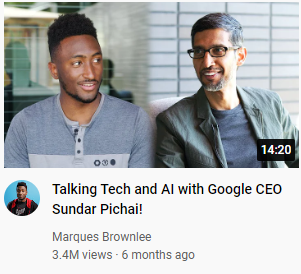 14:20
Talking Tech and AI with Google CEO
Sundar Pichai!
Marques Brownlee
3.4M views · 6 months ago